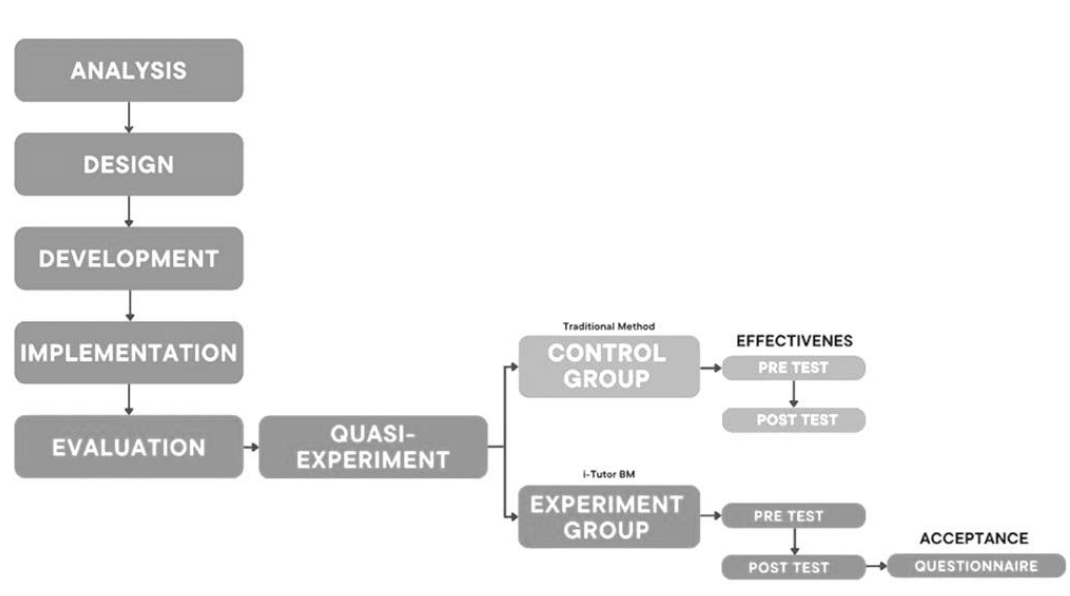 ANALYSIS
DESIGN
DEVELOPMENT
IMPLEMENTATION
EVALUATION
QUASI-
EXPERIMENT
Traditional Method
CONTROL
GROUP
EFFECTIVENES
PRE TEST
POST TEST
i-Tutor BM
EXPERIMENT
GROUP
PRE TEST
POST TEST
ACCEPTANCE
QUESTIONNAIRE